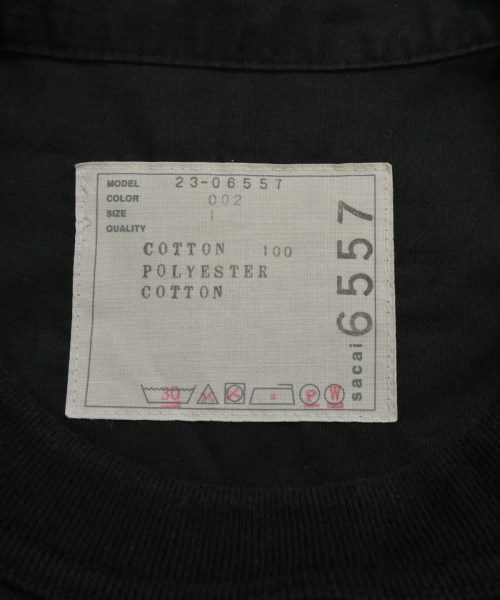 MODEL 23-06557
COLOR 002
SIZE 1
QUALITY
COTTON 100
POLYESTER
COTTON
sacai 6557
30
P W